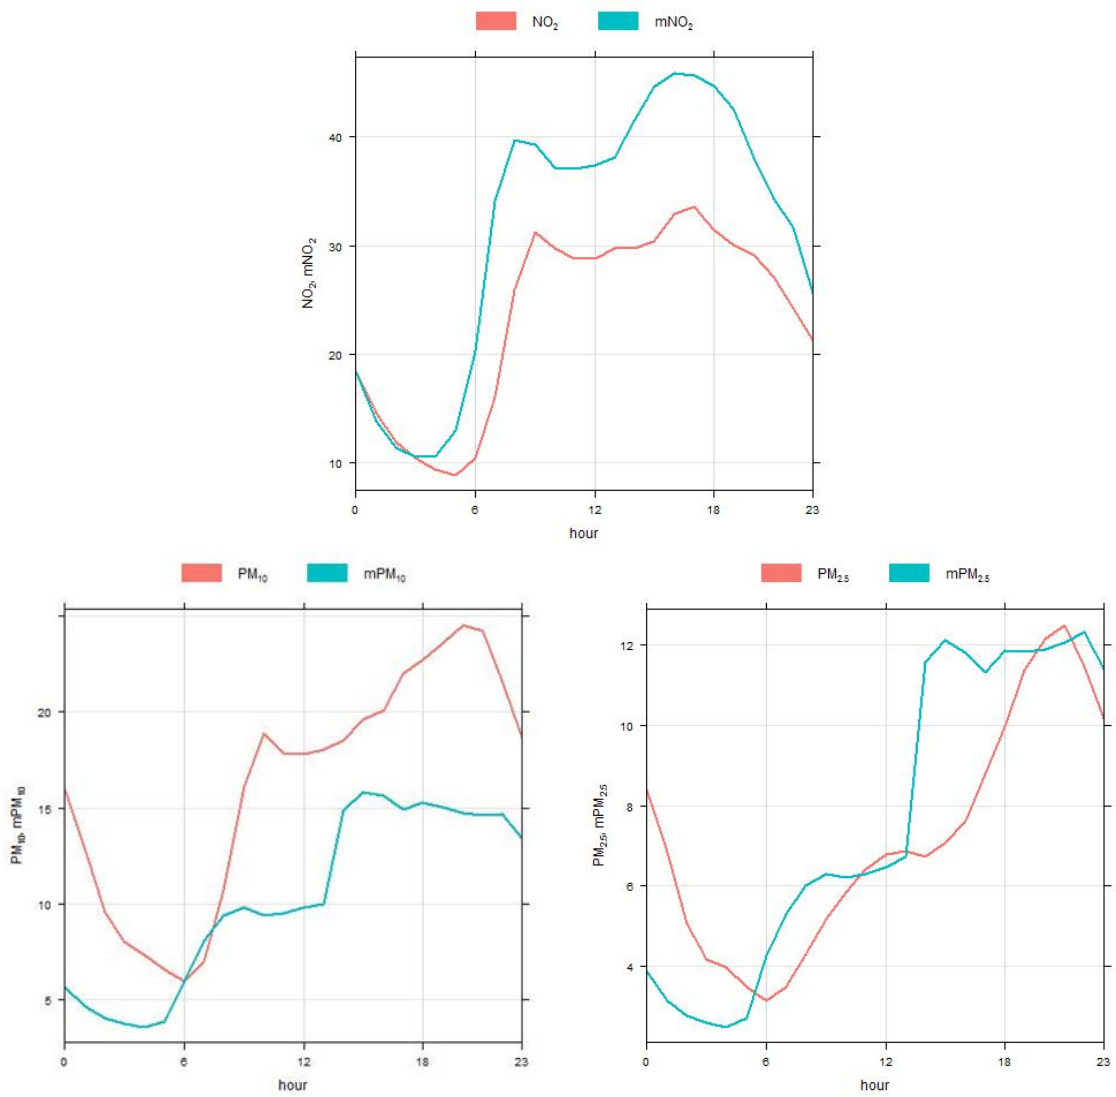 NO₂ mNO₂
40
30
20
10
NO₂, mNO₂
0 6 12 18 23
hour
PM₁₀ mPM₁₀
20
15
10
5
PM₁₀, mPM₁₀
0 6 12 18 23
hour
PM₂.₅ mPM₂.₅
12
10
8
6
4
PM₂.₅, mPM₂.₅
0 6 12 18 23
hour